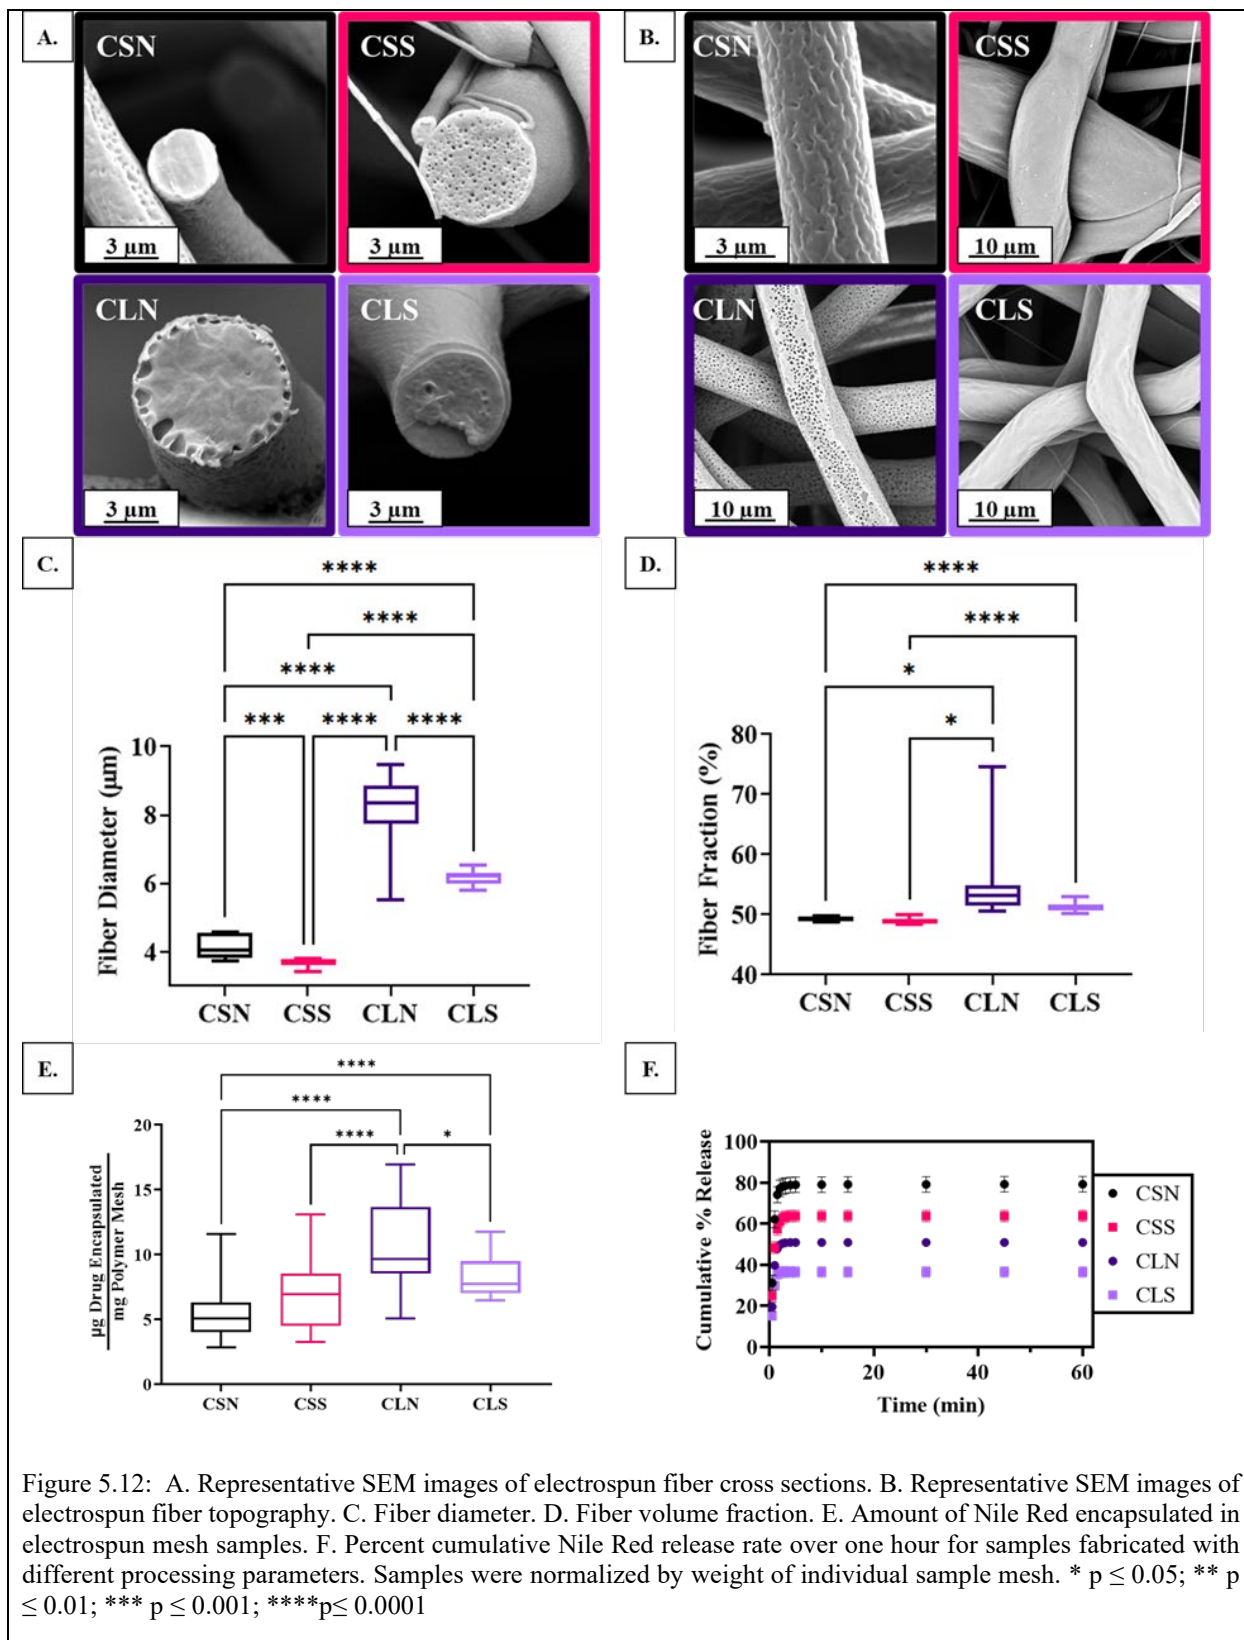 A.
CSN
CSS
3 µm
3 µm
CLN
CLS
3 µm
3 µm
B.
CSN
CSS
3 µm
10 µm
CLN
CLS
10 µm
10 µm
C.
****
****
****
*** **** ****
Fiber Diameter (µm)
10
8
6
4
CSN CSS CLN CLS
D.
****
****
*
*
Fiber Fraction (%)
80
70
60
50
40
CSN CSS CLN CLS
E.
****
****
**** *
µg Drug Encapsulated
mg Polymer Mesh
20
15
10
5
0
CSN CSS CLN CLS
F.
Cumulative % Release
100
80
60
40
20
0
0 20 40 60
Time (min)
CSN
CSS
CLN
CLS
Figure 5.12: A. Representative SEM images of electrospun fiber cross sections. B. Representative SEM images of
electrospun fiber topography. C. Fiber diameter. D. Fiber volume fraction. E. Amount of Nile Red encapsulated in
electrospun mesh samples. F. Percent cumulative Nile Red release rate over one hour for samples fabricated with
different processing parameters. Samples were normalized by weight of individual sample mesh. * p ≤ 0.05; ** p
≤ 0.01; *** p ≤ 0.001; ****p≤ 0.0001